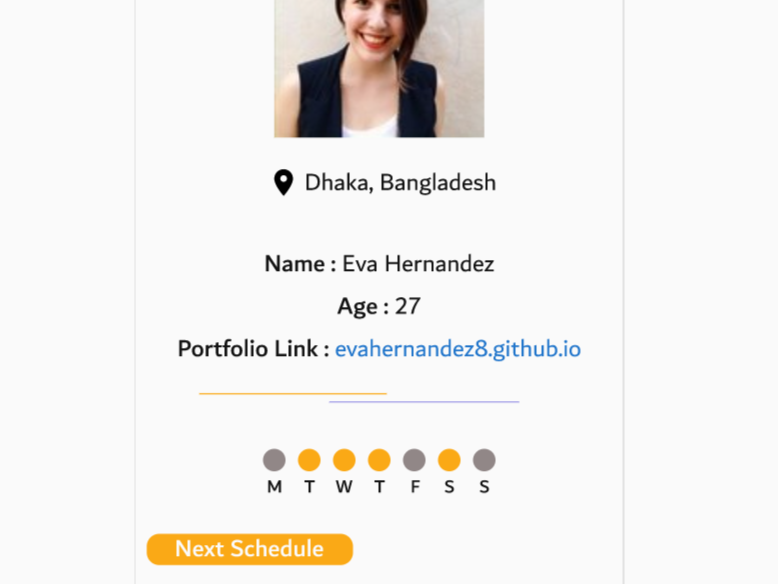 Dhaka, Bangladesh
Name : Eva Hernandez
Age : 27
Portfolio Link : evahernandez8.github.io
M T W T F S S
Next Schedule